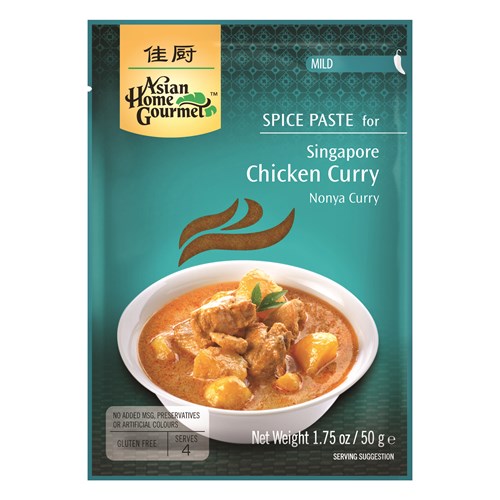 佳厨
Asian
Home
Gourmet™
MILD
SPICE PASTE for
Singapore
Chicken Curry
Nonya Curry
NO ADDED MSG, PRESERVATIVES
OR ARTIFICIAL COLOURS
GLUTEN FREE
SERVES
4
Net Weight 1.75 oz / 50 g e
SERVING SUGGESTION